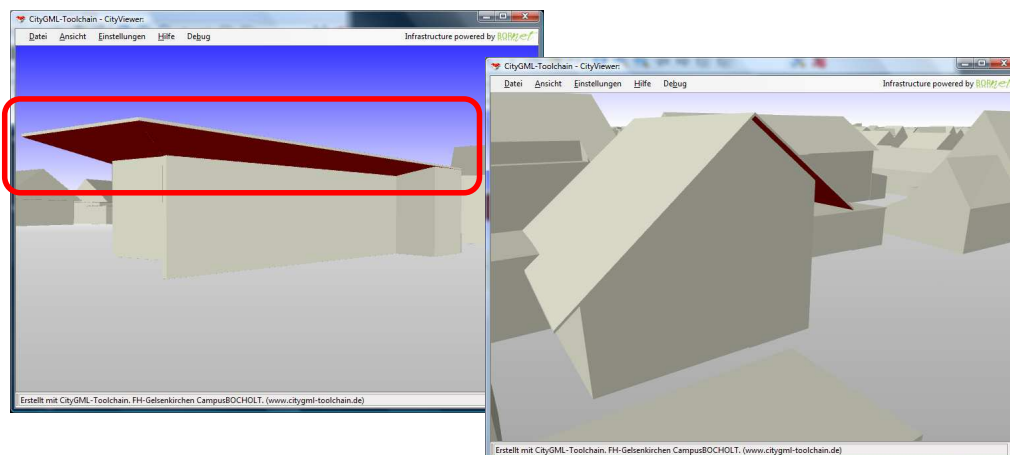 CityGML-Toolchain - CityViewer:
Datei Ansicht Einstellungen Hilfe Debug Infrastructure powered by
Erstellt mit CityGML-Toolchain. FH-Gelsenkirchen CampusBOCHOLT. (www.citygml-toolchain.de)
CityGML-Toolchain - CityViewer:
Datei Ansicht Einstellungen Hilfe Debug Infrastructure powered by
Erstellt mit CityGML-Toolchain. FH-Gelsenkirchen CampusBOCHOLT. (www.citygml-toolchain.de)